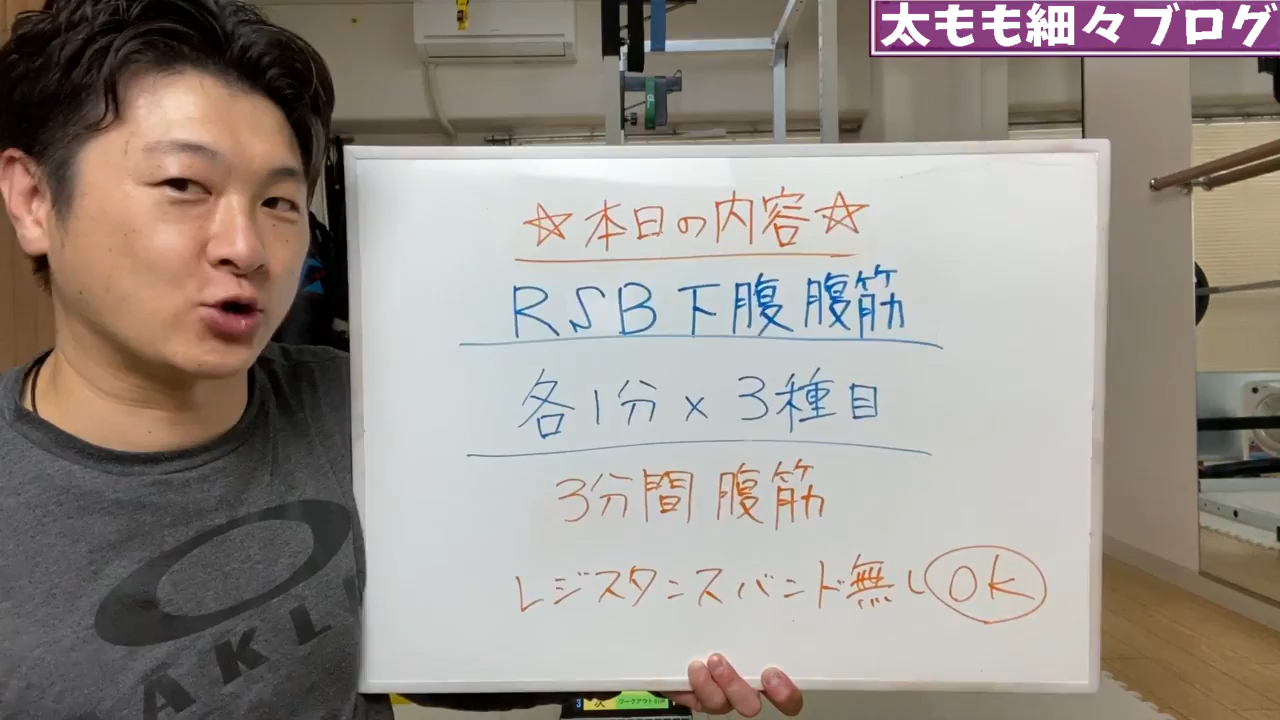 太もも細々ブログ
☆本日の内容☆
RSB下腹腹筋
各1分×3種目
3分間腹筋
レジスタンスバンド無しOK
AKL